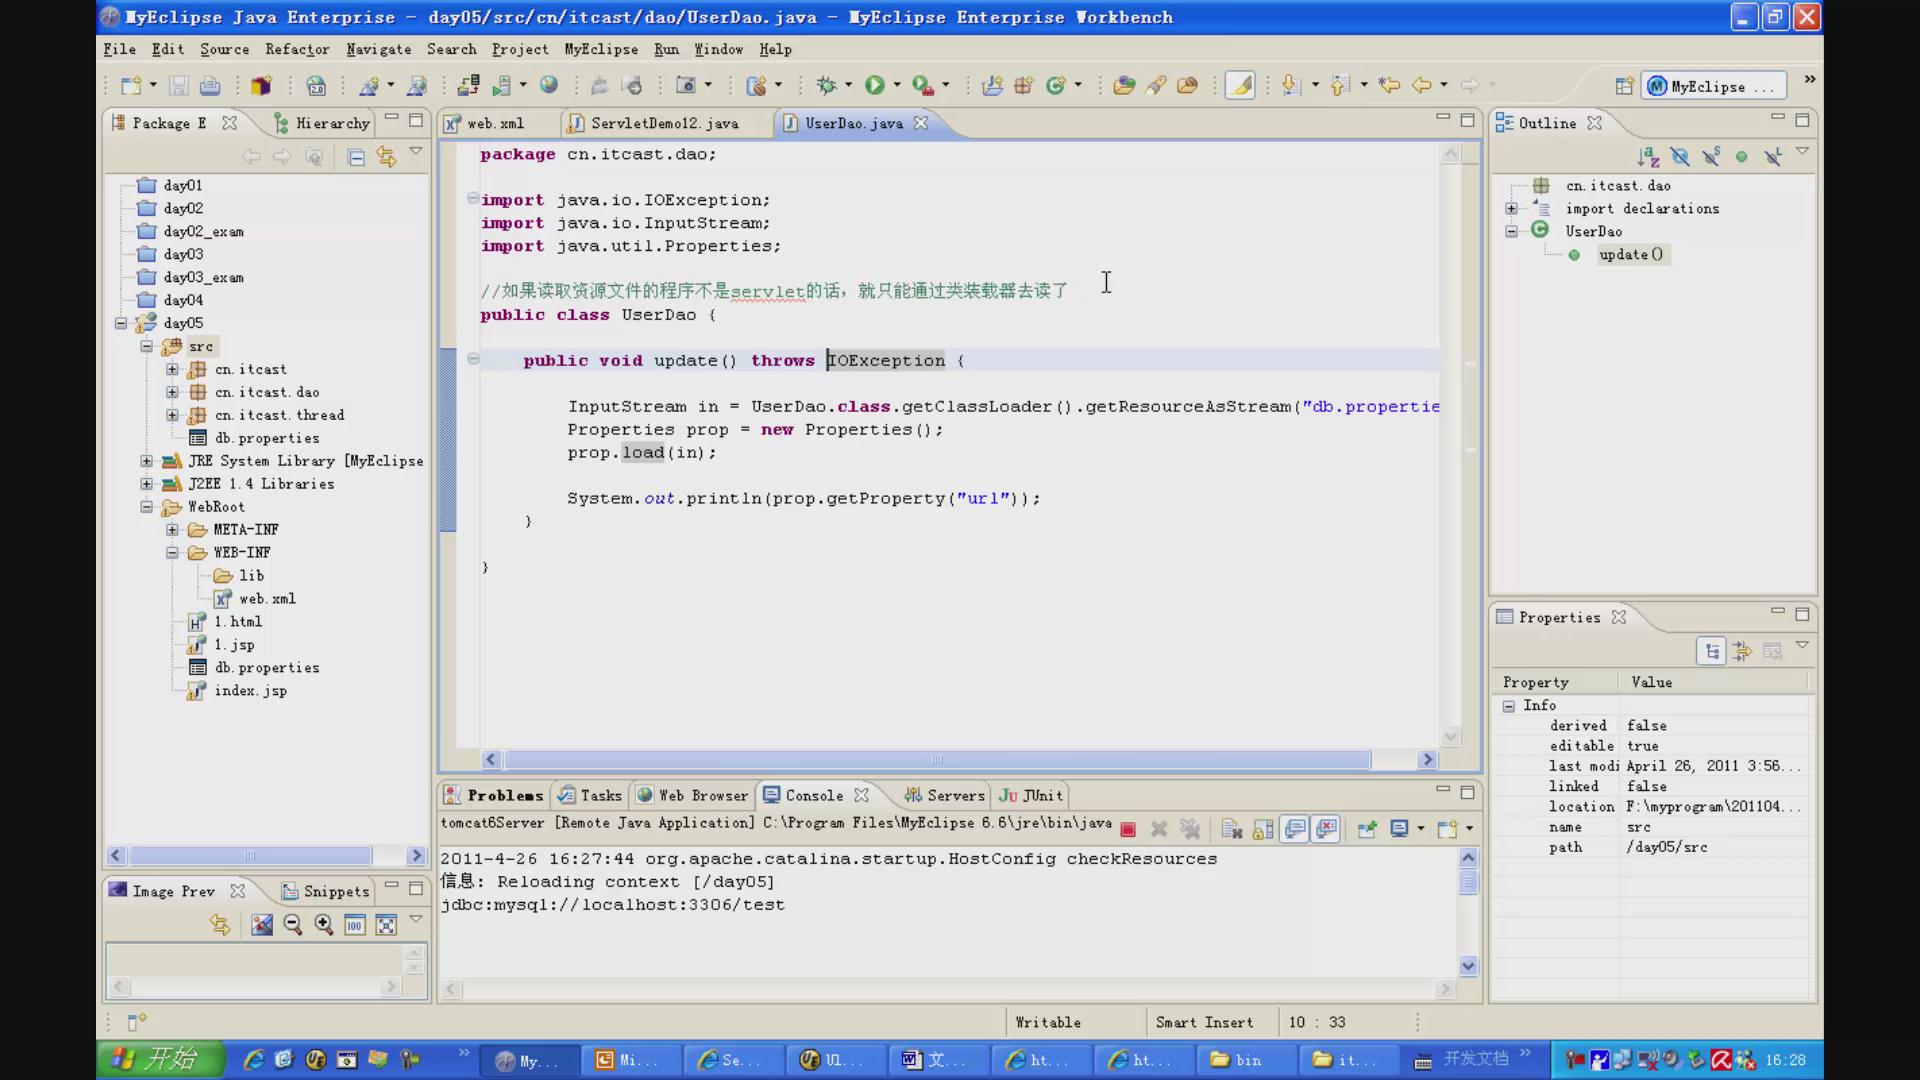 MyEclipse Java Enterprise - day05/src/cn/itcast/dao/UserDao.java - MyEclipse Enterprise Workbench
File Edit Source Refactor Navigate Search Project MyEclipse Run Window Help
MyEclipse ...
Package E
Hierarchy
day01
day02
day02_exam
day03
day03_exam
day04
day05
src
cn.itcast
cn.itcast.dao
cn.itcast.thread
db.properties
JRE System Library [MyEclipse
J2EE 1.4 Libraries
WebRoot
META-INF
WEB-INF
lib
web.xml
1.html
1.jsp
db.properties
index.jsp
Image Prev
Snippets
web.xml
ServletDemo12.java
UserDao.java
package cn.itcast.dao;
import java.io.IOException;
import java.io.InputStream;
import java.util.Properties;
//如果读取资源文件的程序不是servlet的话，就只能通过类装载器去读了
public class UserDao {
public void update() throws IOException {
InputStream in = UserDao.class.getClassLoader().getResourceAsStream("db.propertie
Properties prop = new Properties();
prop.load(in);
System.out.println(prop.getProperty("url"));
}
}
Problems
Tasks
Web Browser
Console
Servers
JUnit
tomcat6Server [Remote Java Application] C:\Program Files\MyEclipse 6.6\jre\bin\java
2011-4-26 16:27:44 org.apache.catalina.startup.HostConfig checkResources
信息: Reloading context [/day05]
jdbc:mysql://localhost:3306/test
Outline
cn.itcast.dao
import declarations
UserDao
update()
Properties
Property Value
Info
derived false
editable true
last modi April 26, 2011 3:56...
linked false
location F:\myprogram\201104...
name src
path /day05/src
Writable
Smart Insert
10 : 33
开始
My...
Mi...
Se...
Ul...
文...
ht...
ht...
bin
it...
开发文档
16:28